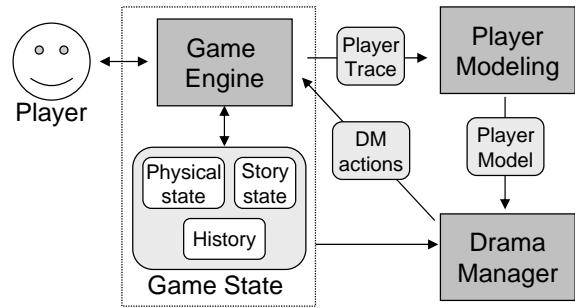 Player
Game
Engine
Player
Trace
Player
Modeling
DM
actions
Player
Model
Physical
state
Story
state
History
Game State
Drama
Manager